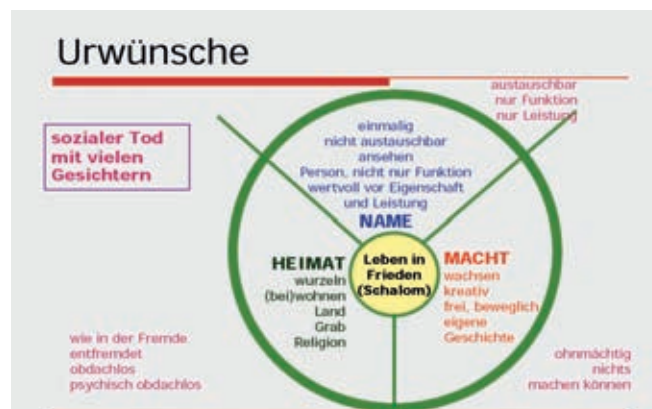 Urwünsche
austauschbar
nur Funktion
nur Leistung
sozialer Tod
mit vielen
Gesichtern
einmalig
nicht austauschbar
ansehen
Person, nicht nur Funktion
wertvoll vor Eigenschaft
und Leistung
NAME
HEIMAT
wurzeln
(bei)wohnen
Land
Grab
Religion
Leben in
Frieden
(Schalom)
MACHT
wachsen
kreativ
frei, beweglich
eigene
Geschichte
wie in der Fremde
entfremdet
obdachlos
psychisch obdachlos
ohnmächtig
nichts
machen können